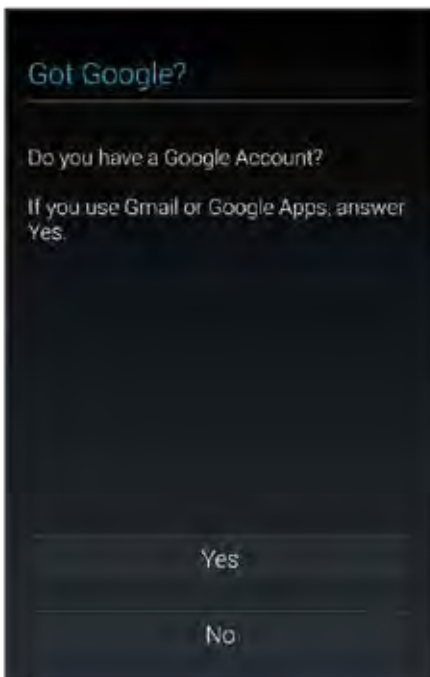 Got Google?
Do you have a Google Account?
If you use Gmail or Google Apps, answer
Yes.
Yes
No